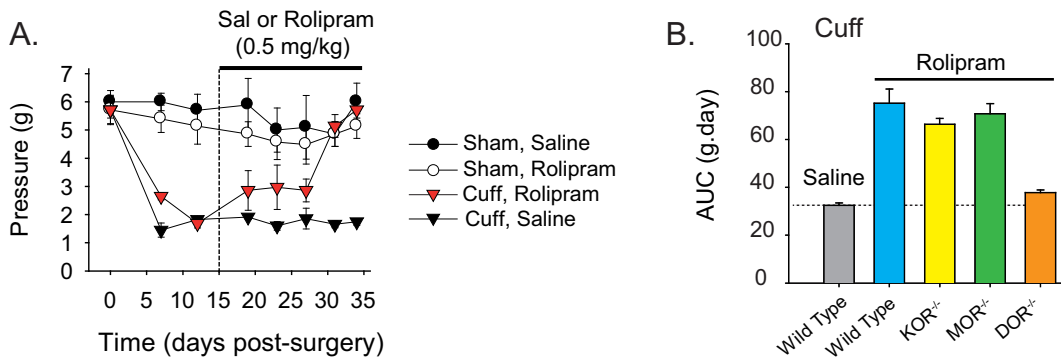 A.
Sal or Rolipram
(0.5 mg/kg)
Pressure (g)
7
6
5
4
3
2
1
0
0 5 10 15 20 25 30 35
Time (days post-surgery)
Sham, Saline
Sham, Rolipram
Cuff, Rolipram
Cuff, Saline
B.
Cuff
Rolipram
AUC (g.day)
100
80
60
40
20
0
Saline
Wild Type Wild Type KOR-/- MOR-/- DOR-/-